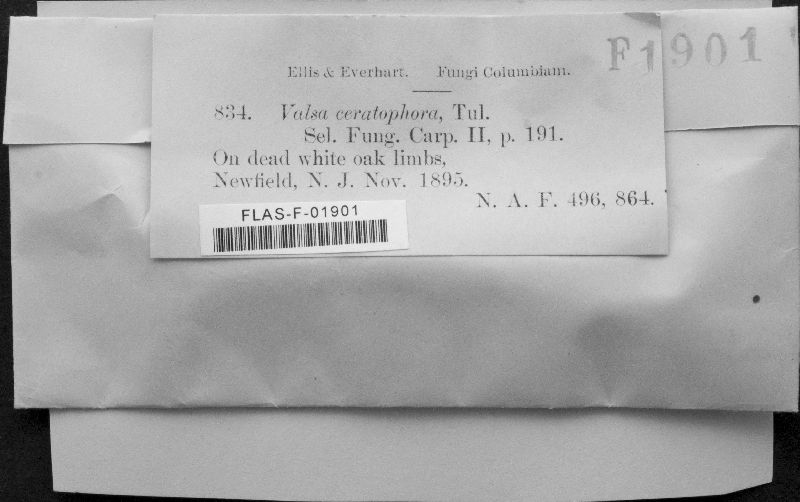 F1901
Ellis & Everhart. Fungi Columbiani.
834. Valsa ceratophora, Tul.
Sel. Fung. Carp. II, p. 191.
On dead white oak limbs,
Newfield, N. J. Nov. 1895.
N. A. F. 496, 864.
FLAS-F-01901